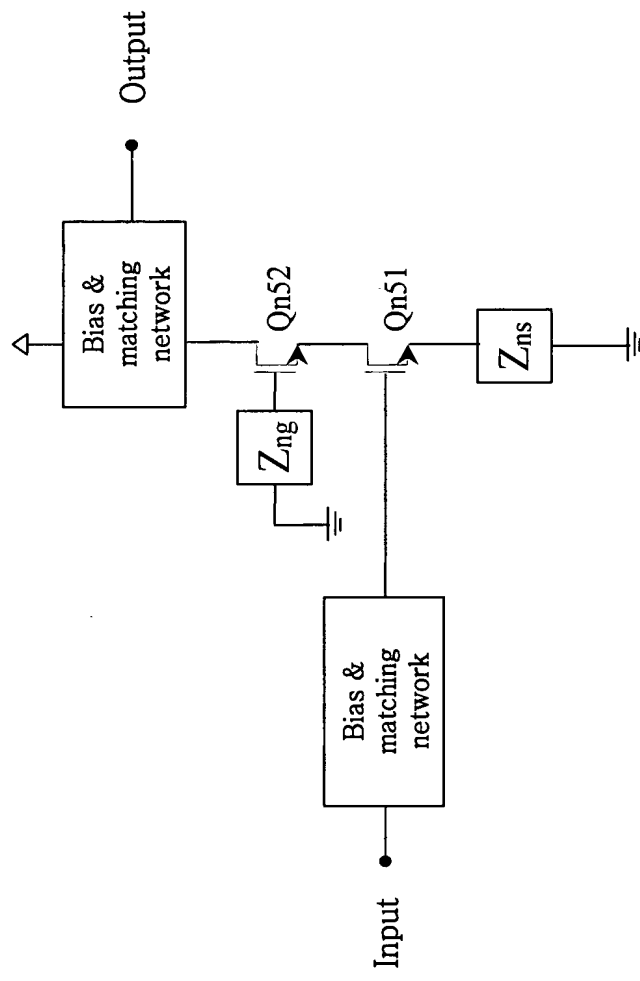 Output
Bias &
matching
network
Qn52
Zng
Qn51
Zns
Bias &
matching
network
Input